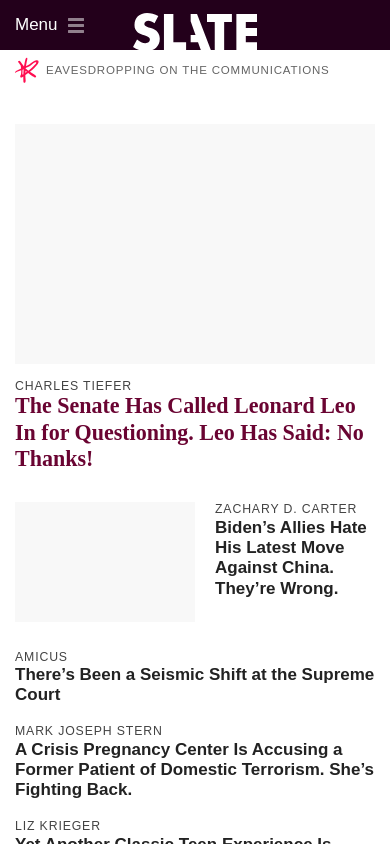 Menu
SLATE
EAVESDROPPING ON THE COMMUNICATIONS
CHARLES TIEFER
The Senate Has Called Leonard Leo
In for Questioning. Leo Has Said: No
Thanks!
ZACHARY D. CARTER
Biden’s Allies Hate
His Latest Move
Against China.
They’re Wrong.
AMICUS
There’s Been a Seismic Shift at the Supreme
Court
MARK JOSEPH STERN
A Crisis Pregnancy Center Is Accusing a
Former Patient of Domestic Terrorism. She’s
Fighting Back.
LIZ KRIEGER
Yet Another Classic Teen Experience Is